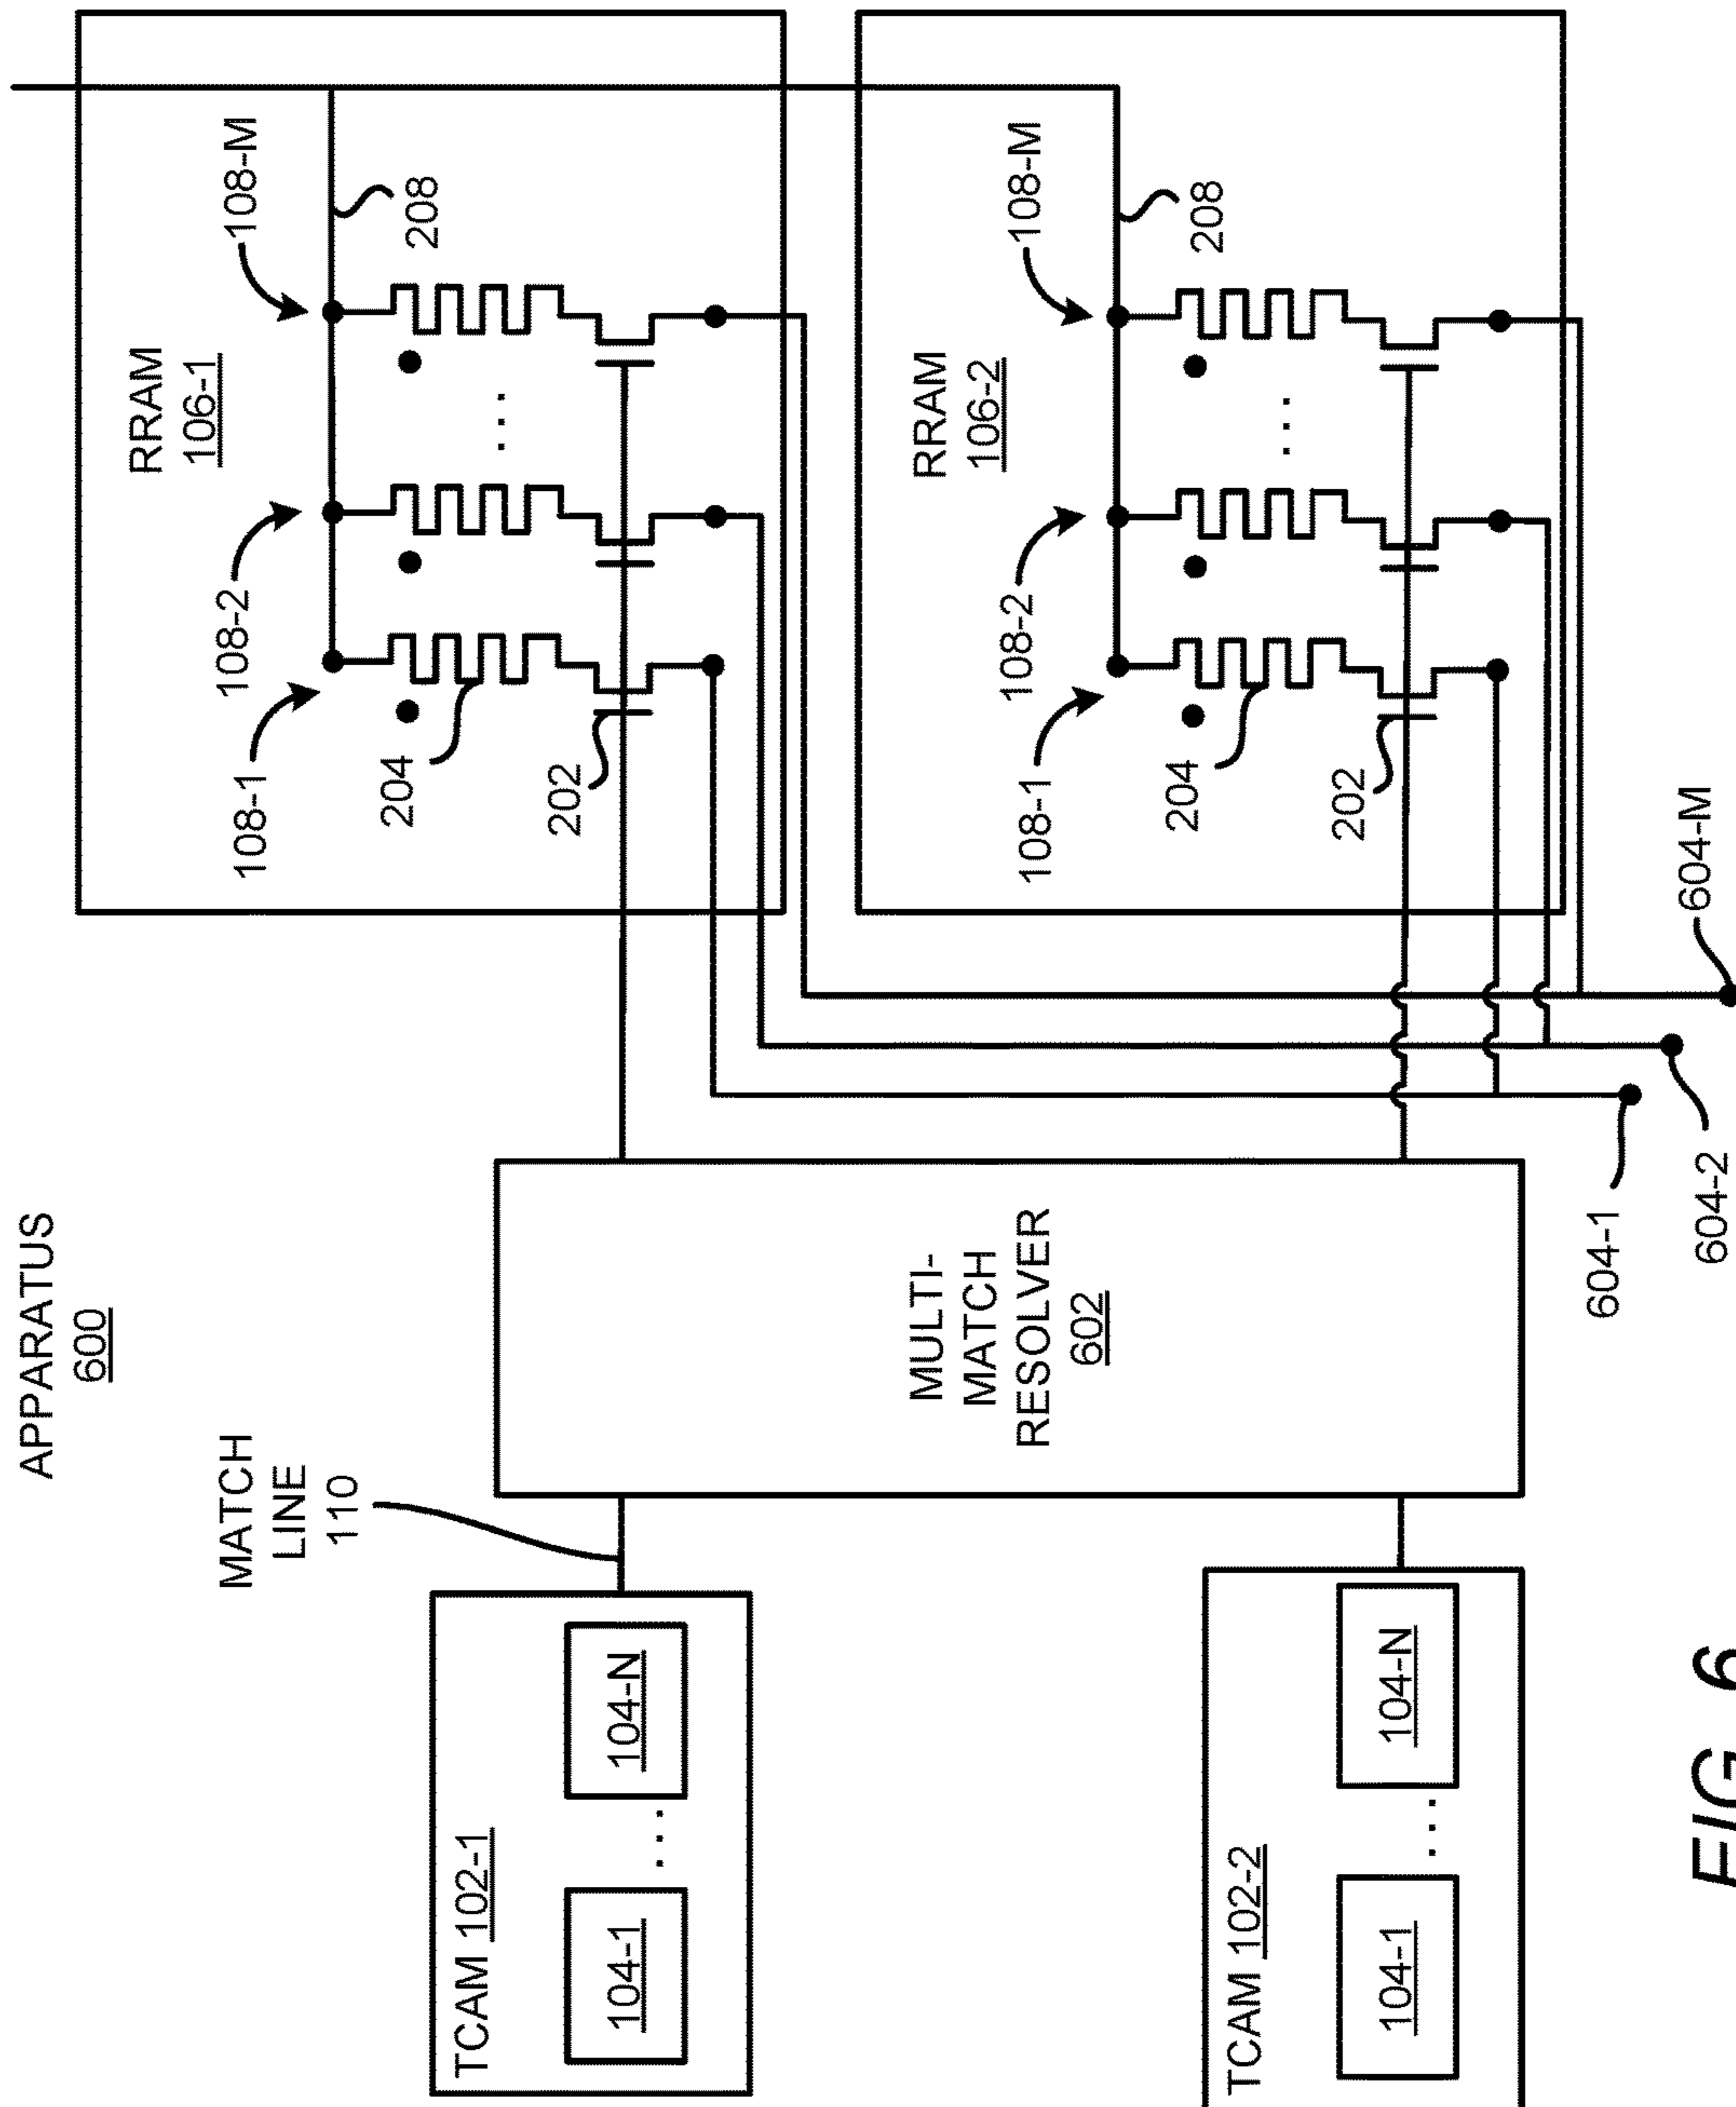 APPARATUS
600
MATCH
LINE
110
TCAM 102-1
104-1
. . .
104-N
TCAM 102-2
104-1
. . .
104-N
MULTI-
MATCH
RESOLVER
602
RRAM
106-1
108-1
108-2
108-M
204
202
208
. . .
RRAM
106-2
108-1
108-2
108-M
204
202
208
. . .
604-1
604-2
604-M
FIG. 6